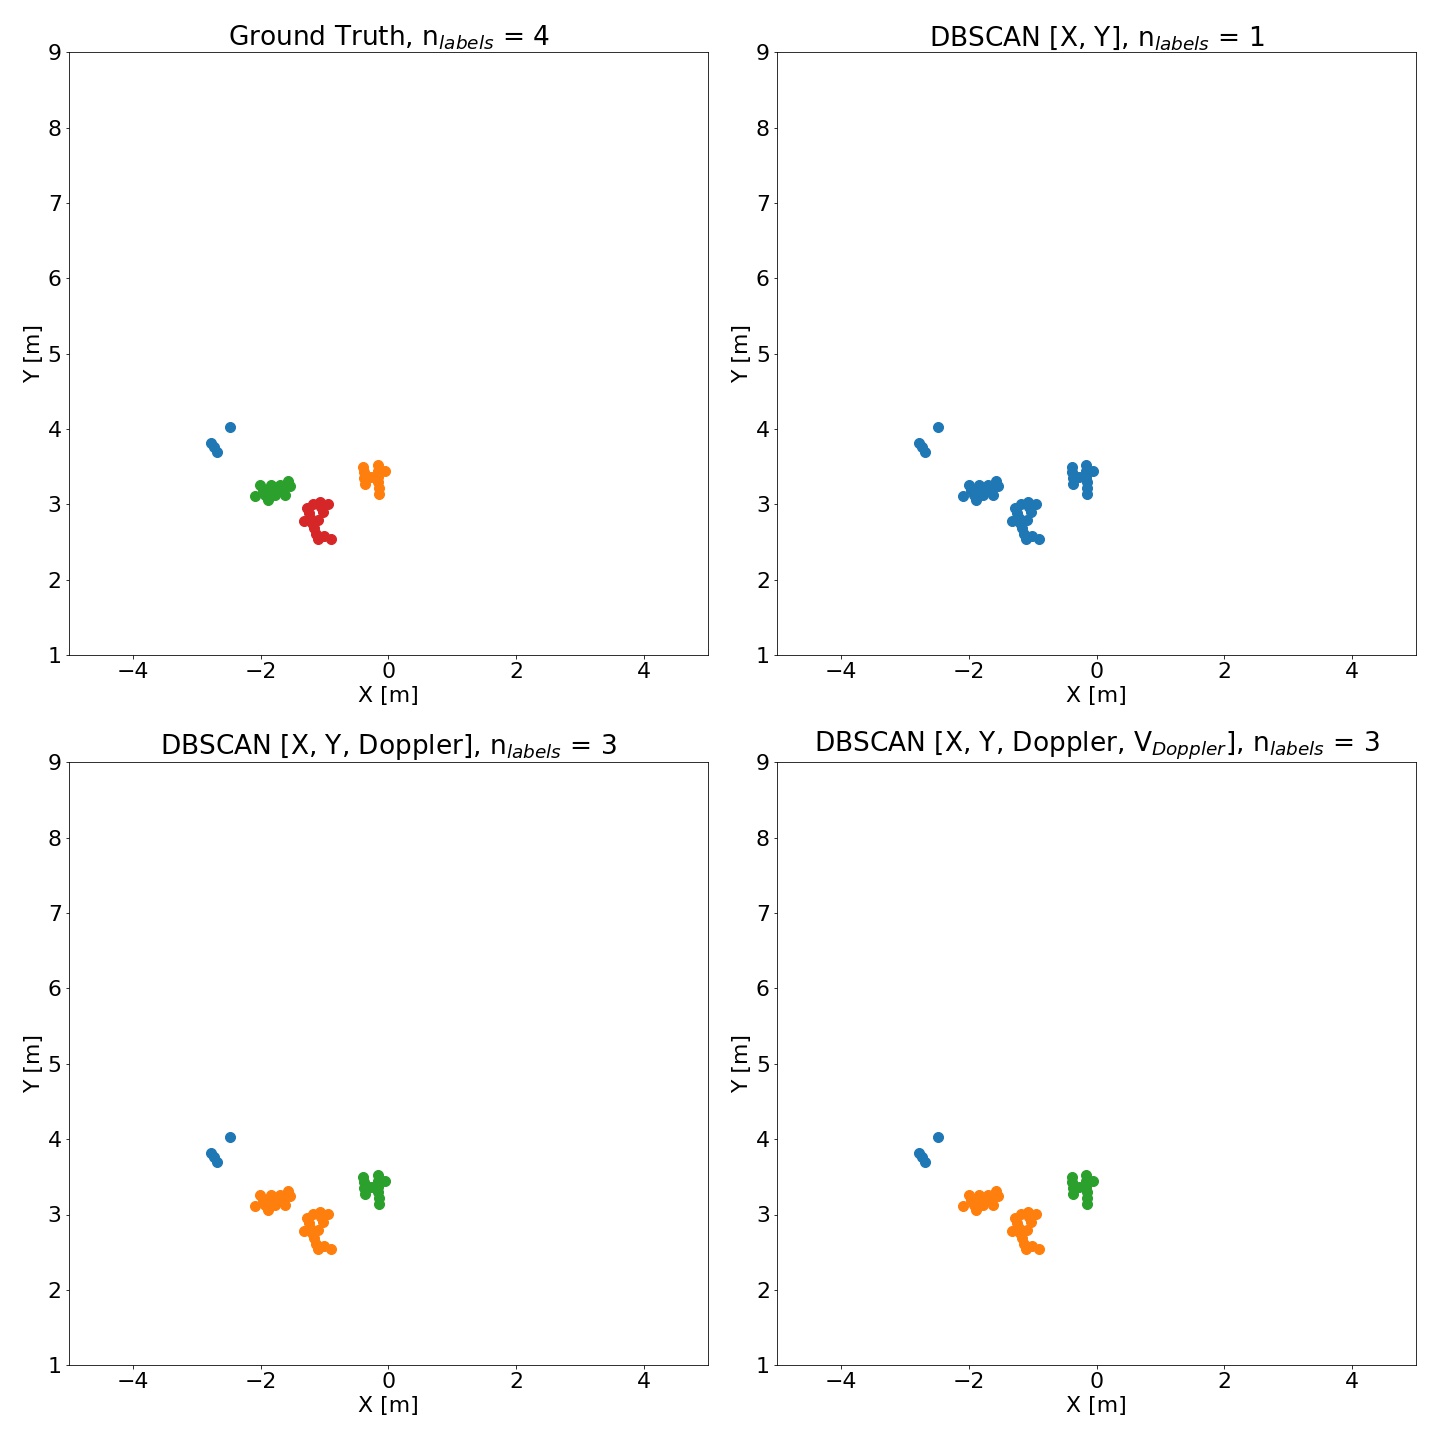 Ground Truth, n_labels = 4
9
8
7
6
5
4
3
2
1
Y [m]
−4 −2 0 2 4
X [m]
DBSCAN [X, Y], n_labels = 1
9
8
7
6
5
4
3
2
1
Y [m]
−4 −2 0 2 4
X [m]
DBSCAN [X, Y, Doppler], n_labels = 3
9
8
7
6
5
4
3
2
1
Y [m]
−4 −2 0 2 4
X [m]
DBSCAN [X, Y, Doppler, V_Doppler], n_labels = 3
9
8
7
6
5
4
3
2
1
Y [m]
−4 −2 0 2 4
X [m]